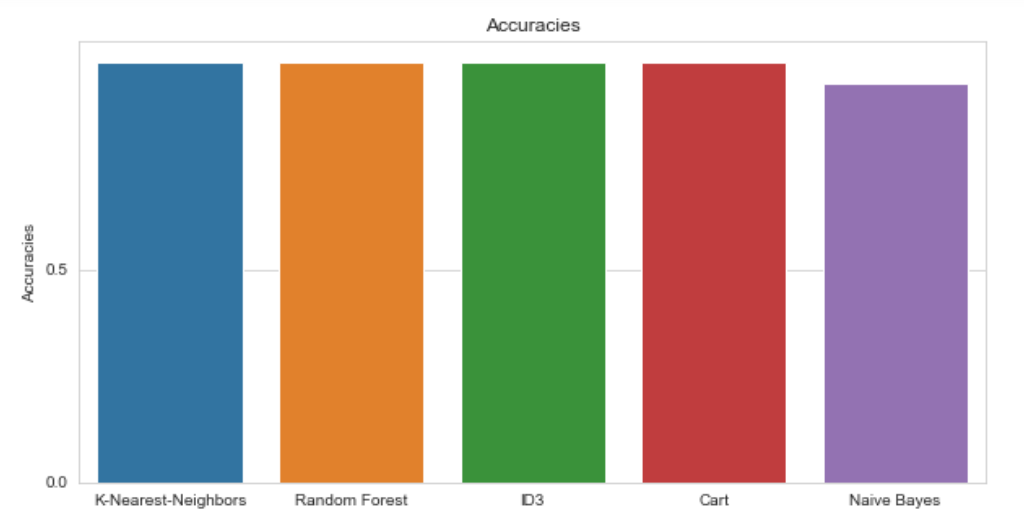 Accuracies
Accuracies
0.5
0.0
K-Nearest-Neighbors Random Forest ID3 Cart Naive Bayes